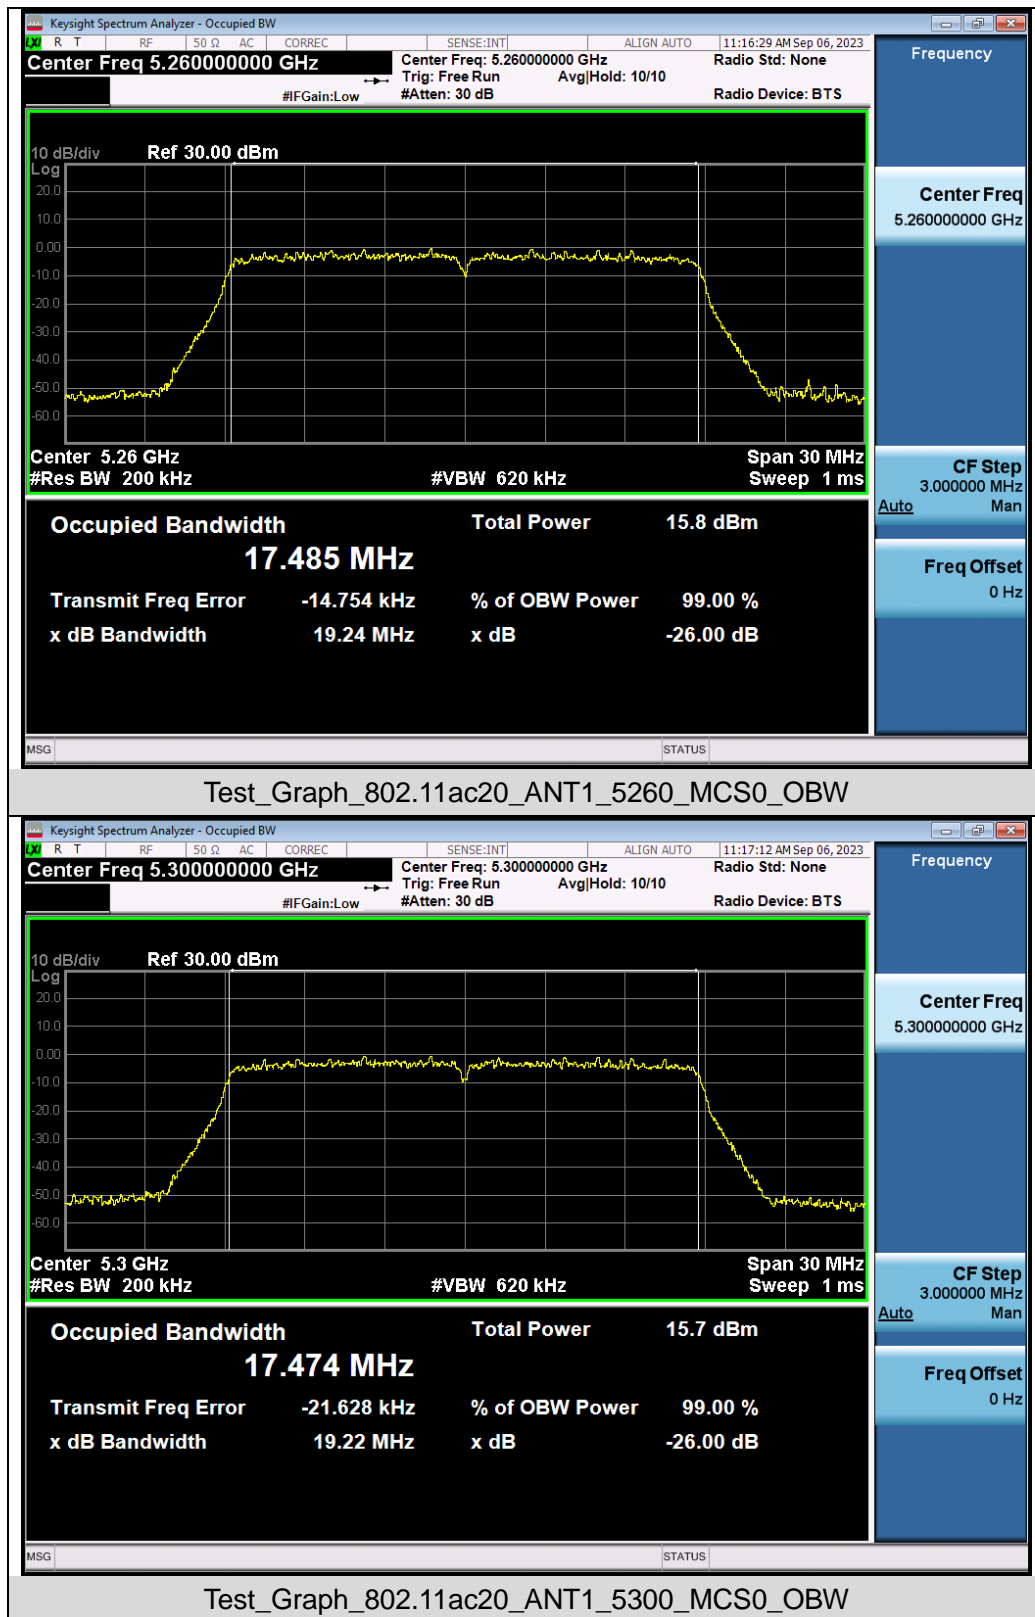 Keysight Spectrum Analyzer - Occupied BW
LXI R T RF 50 Ω AC CORREC SENSE:INT ALIGN AUTO 11:16:29 AM Sep 06, 2023
Center Freq 5.260000000 GHz
Center Freq: 5.260000000 GHz
Radio Std: None
Trig: Free Run Avg|Hold: 10/10
#IFGain:Low
#Atten: 30 dB
Radio Device: BTS
Frequency
10 dB/div Ref 30.00 dBm
Log
20.0
10.0
0.00
-10.0
-20.0
-30.0
-40.0
-50.0
-60.0
Center Freq
5.260000000 GHz
Center 5.26 GHz
Span 30 MHz
#Res BW 200 kHz
#VBW 620 kHz
Sweep 1 ms
CF Step
3.000000 MHz
Auto Man
Occupied Bandwidth
Total Power 15.8 dBm
17.485 MHz
Transmit Freq Error -14.754 kHz
% of OBW Power 99.00 %
x dB Bandwidth 19.24 MHz
x dB -26.00 dB
Freq Offset
0 Hz
MSG
STATUS
Test_Graph_802.11ac20_ANT1_5260_MCS0_OBW
Keysight Spectrum Analyzer - Occupied BW
LXI R T RF 50 Ω AC CORREC SENSE:INT ALIGN AUTO 11:17:12 AM Sep 06, 2023
Center Freq 5.300000000 GHz
Center Freq: 5.300000000 GHz
Radio Std: None
Trig: Free Run Avg|Hold: 10/10
#IFGain:Low
#Atten: 30 dB
Radio Device: BTS
Frequency
10 dB/div Ref 30.00 dBm
Log
20.0
10.0
0.00
-10.0
-20.0
-30.0
-40.0
-50.0
-60.0
Center Freq
5.300000000 GHz
Center 5.3 GHz
Span 30 MHz
#Res BW 200 kHz
#VBW 620 kHz
Sweep 1 ms
CF Step
3.000000 MHz
Auto Man
Occupied Bandwidth
Total Power 15.7 dBm
17.474 MHz
Transmit Freq Error -21.628 kHz
% of OBW Power 99.00 %
x dB Bandwidth 19.22 MHz
x dB -26.00 dB
Freq Offset
0 Hz
MSG
STATUS
Test_Graph_802.11ac20_ANT1_5300_MCS0_OBW